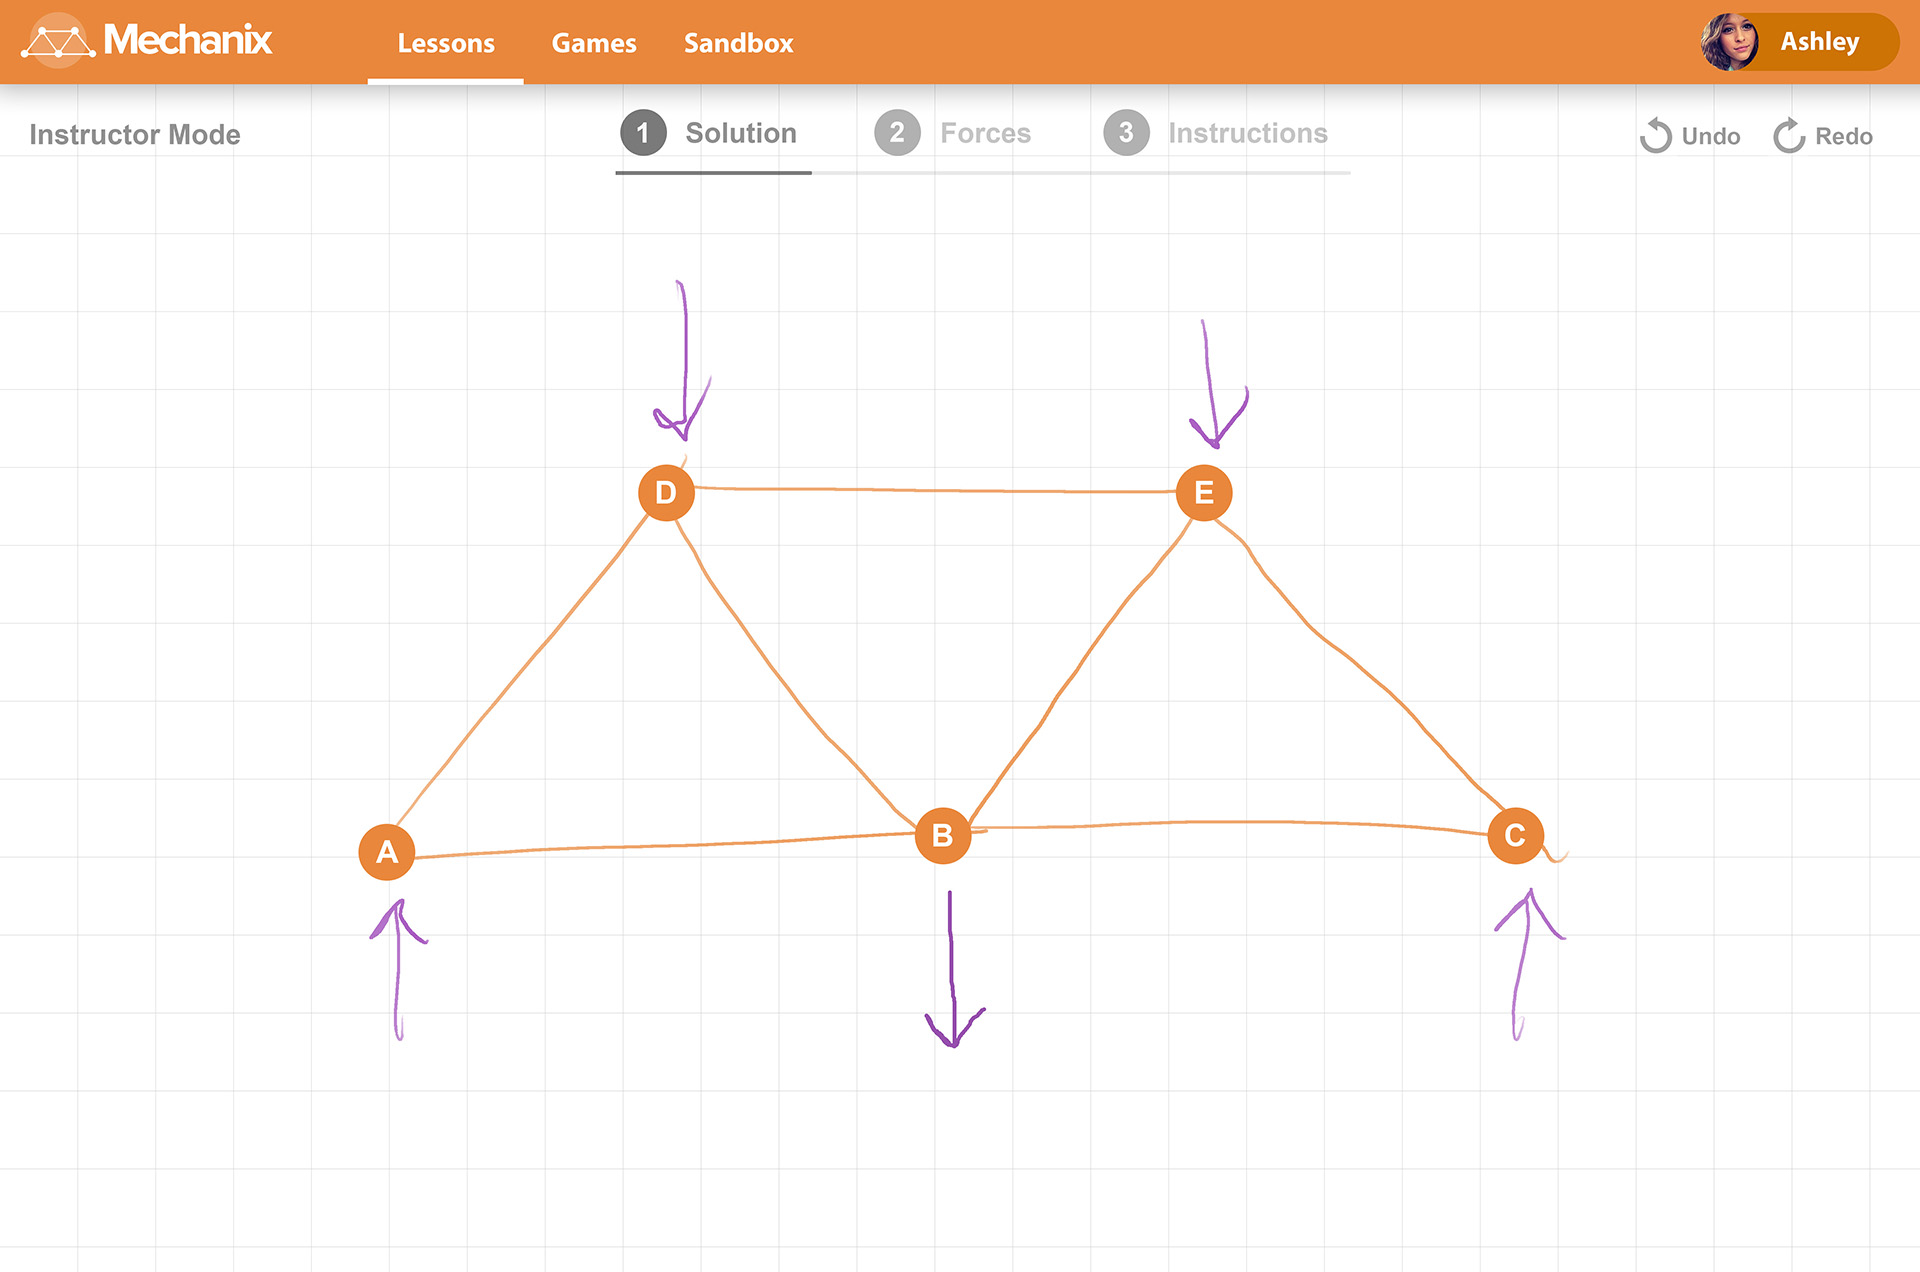 Mechanix Lessons Games Sandbox Ashley
Instructor Mode 1 Solution 2 Forces 3 Instructions Undo Redo
D E
A B C